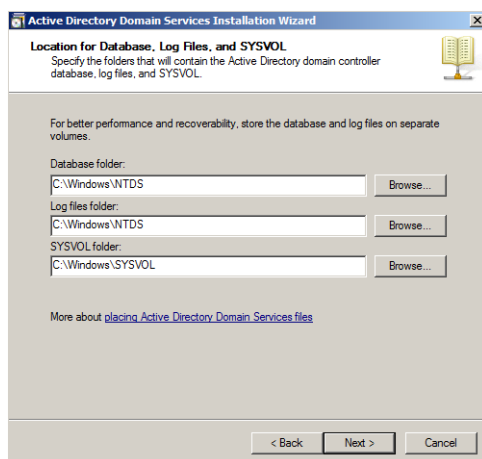 Active Directory Domain Services Installation Wizard
Location for Database, Log Files, and SYSVOL
Specify the folders that will contain the Active Directory domain controller
database, log files, and SYSVOL.
For better performance and recoverability, store the database and log files on separate
volumes.
Database folder:
C:\Windows\NTDS
Browse...
Log files folder:
C:\Windows\NTDS
Browse...
SYSVOL folder:
C:\Windows\SYSVOL
Browse...
More about placing Active Directory Domain Services files
< Back Next > Cancel